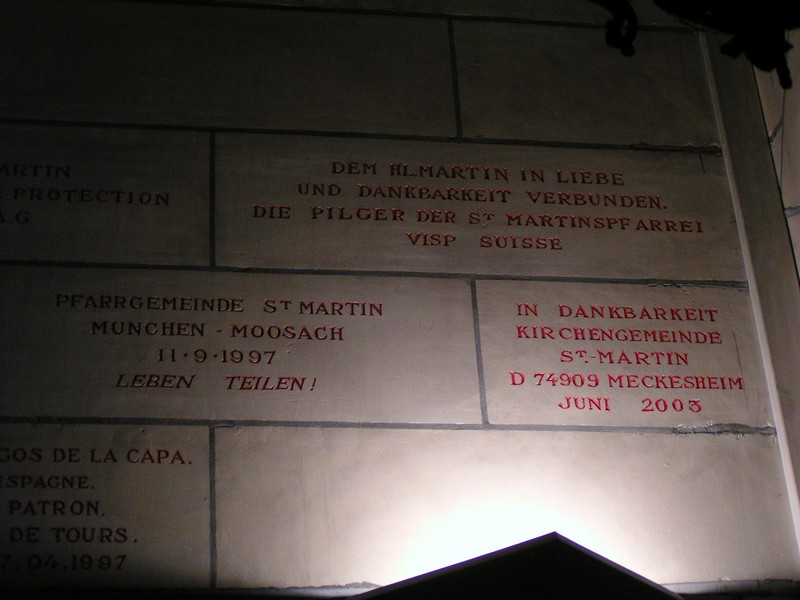 ARTIN
PROTECTION
A.G
DEM HL MARTIN IN LIEBE
UND DANKBARKEIT VERBUNDEN.
DIE PILGER DER ST MARTINSPFARREI
VISP SUISSE
PFARRGEMEINDE ST MARTIN
MUNCHEN - MOOSACH
11·9·1997
LEBEN TEILEN!
IN DANKBARKEIT
KIRCHENGEMEINDE
ST.-MARTIN
D 74909 MECKESHEIM
JUNI 2003
GOS DE LA CAPA.
ESPAGNE.
PATRON.
DE TOURS.
7.04.1997